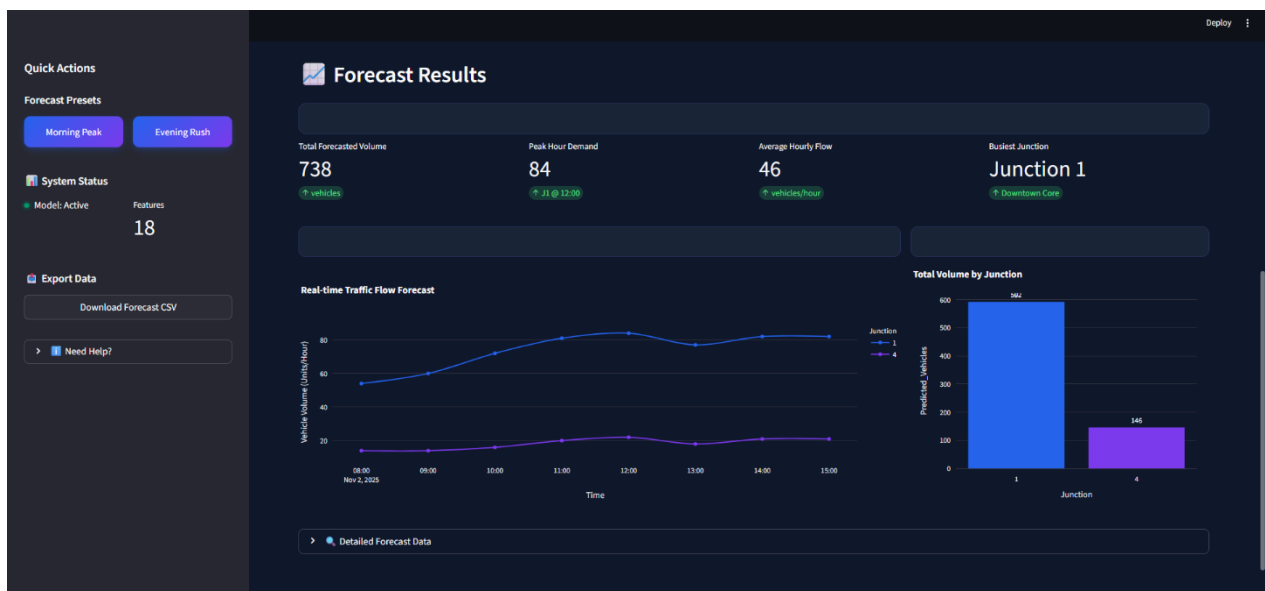 Deploy
Quick Actions
Forecast Presets
Morning Peak
Evening Rush
System Status
Model: Active
Features
18
Export Data
Download Forecast CSV
Need Help?
Forecast Results
Total Forecasted Volume
738
↑ vehicles
Peak Hour Demand
84
↑ J1 @ 12:00
Average Hourly Flow
46
↑ vehicles/hour
Busiest Junction
Junction 1
↑ Downtown Core
Real-time Traffic Flow Forecast
Vehicle Volume (Units/Hour)
80
60
40
20
08:00
Nov 2, 2025
09:00
10:00
11:00
12:00
13:00
14:00
15:00
Time
Junction
1
4
Total Volume by Junction
Predicted_Vehicles
600
500
400
300
200
100
0
592
146
1
4
Junction
Detailed Forecast Data